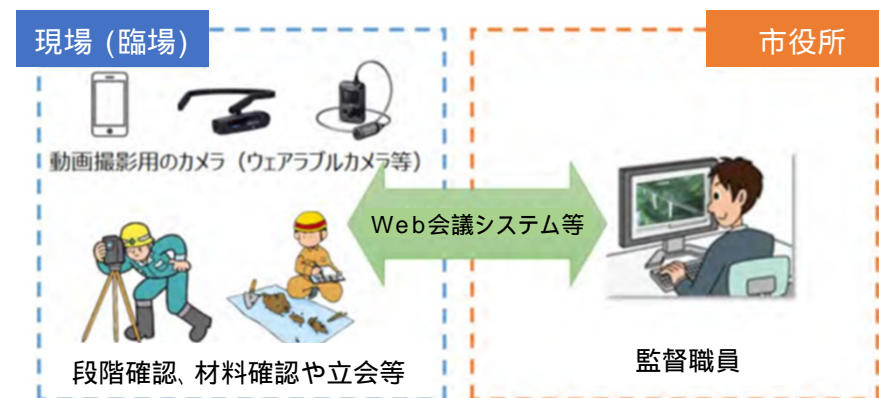 現場（臨場）
市役所
動画撮影用のカメラ（ウェアラブルカメラ等）
Web会議システム等
段階確認、材料確認や立会等
監督職員